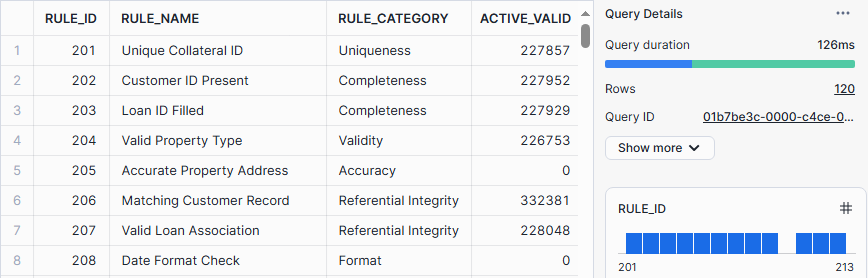 RULE_ID RULE_NAME RULE_CATEGORY ACTIVE_VALID
1 201 Unique Collateral ID Uniqueness 227857
2 202 Customer ID Present Completeness 227952
3 203 Loan ID Filled Completeness 227929
4 204 Valid Property Type Validity 226753
5 205 Accurate Property Address Accuracy 0
6 206 Matching Customer Record Referential Integrity 332381
7 207 Valid Loan Association Referential Integrity 228048
8 208 Date Format Check Format 0
Query Details ...
Query duration 126ms
Rows 120
Query ID 01b7be3c-0000-c4ce-0...
Show more
RULE_ID #
201 213